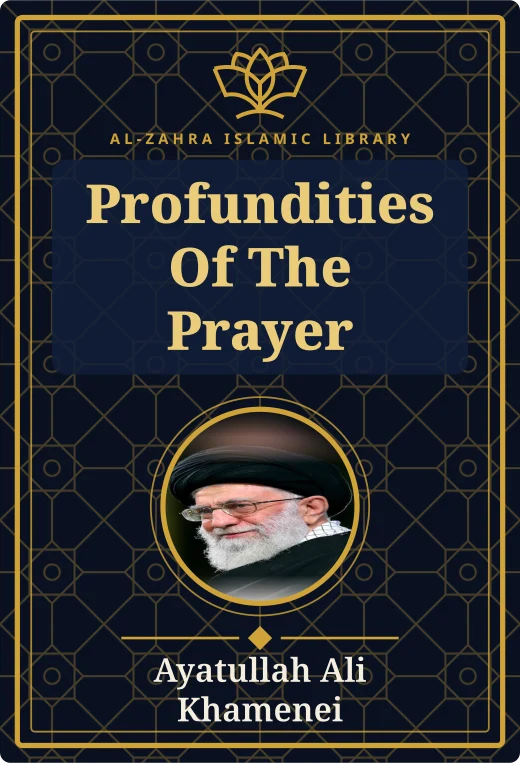 AL-ZAHRA ISLAMIC LIBRARY
Profundities
Of The
Prayer
Ayatullah Ali
Khamenei